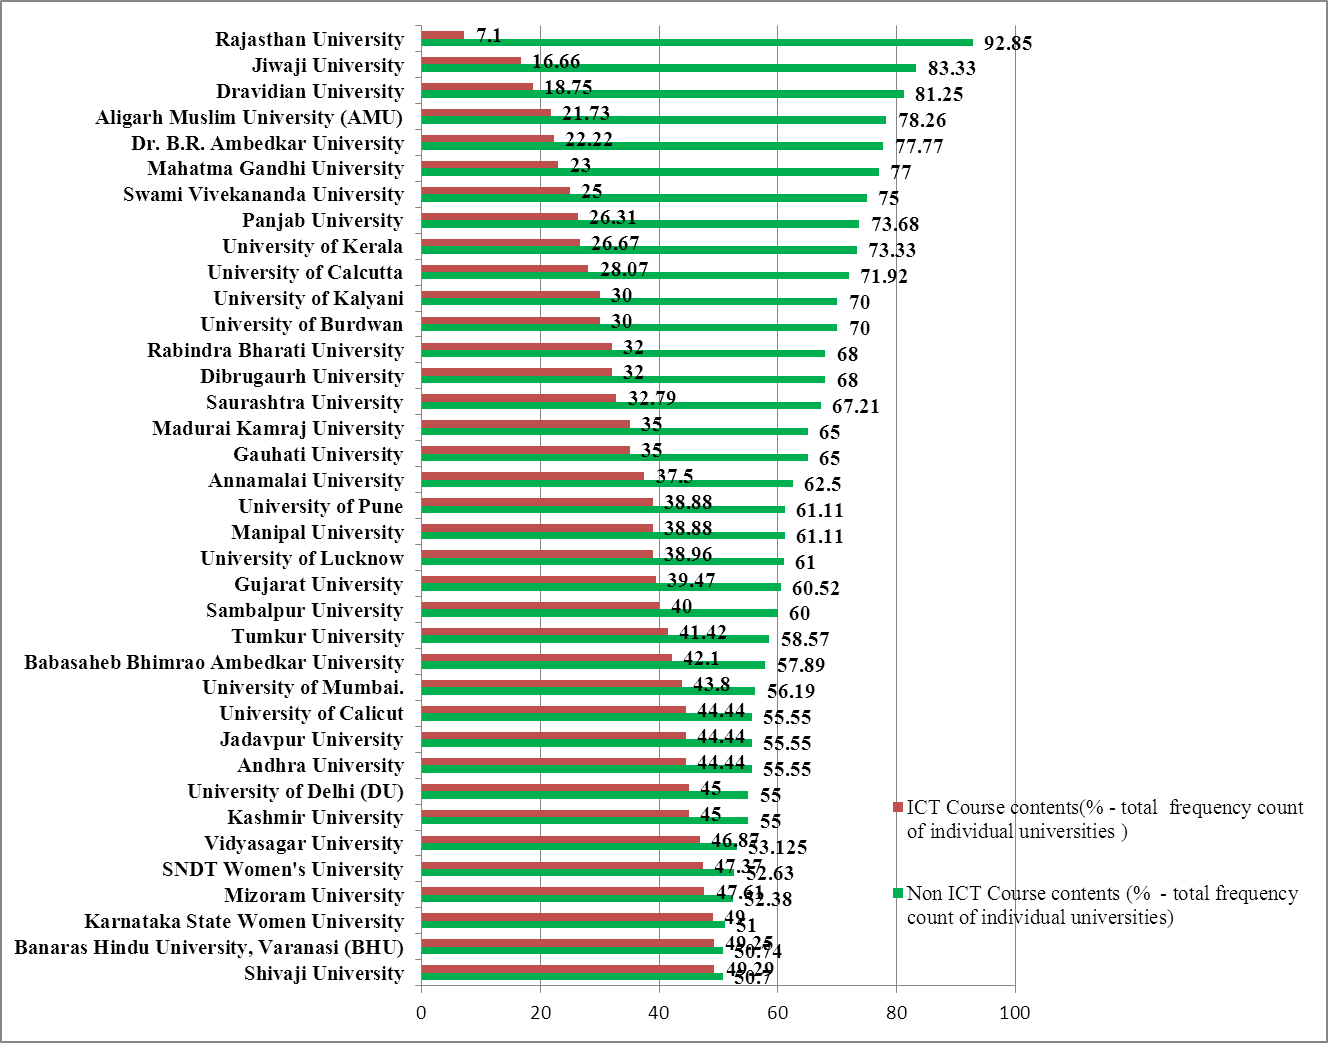 Rajasthan University 7.1 92.85
Jiwaji University 16.66 83.33
Dravidian University 18.75 81.25
Aligarh Muslim University (AMU) 21.73 78.26
Dr. B.R. Ambedkar University 22.22 77.77
Mahatma Gandhi University 23 77
Swami Vivekananda University 25 75
Panjab University 26.31 73.68
University of Kerala 26.67 73.33
University of Calcutta 28.07 71.92
University of Kalyani 30 70
University of Burdwan 30 70
Rabindra Bharati University 32 68
Dibrugaurh University 32 68
Saurashtra University 32.79 67.21
Madurai Kamraj University 35 65
Gauhati University 35 65
Annamalai University 37.5 62.5
University of Pune 38.88 61.11
Manipal University 38.88 61.11
University of Lucknow 38.96 61
Gujarat University 39.47 60.52
Sambalpur University 40 60
Tumkur University 41.42 58.57
Babasaheb Bhimrao Ambedkar University 42.1 57.89
University of Mumbai. 43.8 56.19
University of Calicut 44.44 55.55
Jadavpur University 44.44 55.55
Andhra University 44.44 55.55
University of Delhi (DU) 45 55
Kashmir University 45 55
Vidyasagar University 46.87 53.125
SNDT Women's University 47.37 52.63
Mizoram University 47.61 52.38
Karnataka State Women University 49 51
Banaras Hindu University, Varanasi (BHU) 49.25 50.74
Shivaji University 49.29 50.7
0 20 40 60 80 100
ICT Course contents(% - total frequency count
of individual universities )
Non ICT Course contents (% - total frequency
count of individual universities)